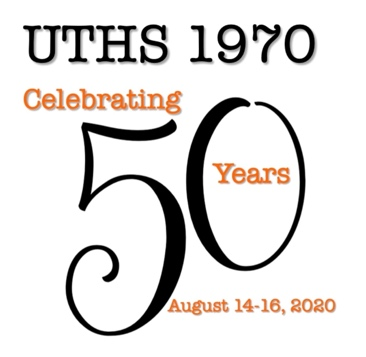 UTHS 1970
Celebrating
50
Years
August 14-16, 2020